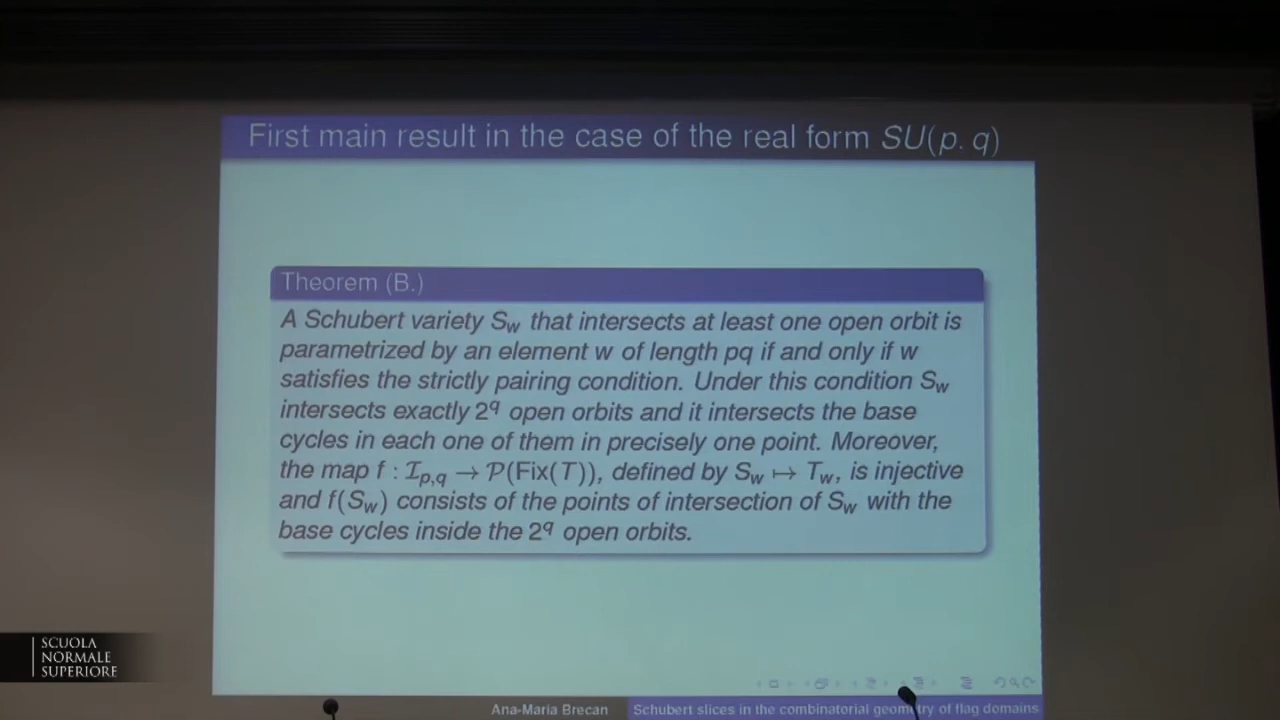 First main result in the case of the real form SU(p. q)
Theorem (B.)
A Schubert variety S_w that intersects at least one open orbit is
parametrized by an element w of length pq if and only if w
satisfies the strictly pairing condition. Under this condition S_w
intersects exactly 2^q open orbits and it intersects the base
cycles in each one of them in precisely one point. Moreover,
the map f : I_{p,q} → P(Fix(T)), defined by S_w ↦ T_w, is injective
and f(S_w) consists of the points of intersection of S_w with the
base cycles inside the 2^q open orbits.
SCUOLA
NORMALE
SUPERIORE
Ana-Maria Brecan Schubert slices in the combinatorial geometry of flag domains